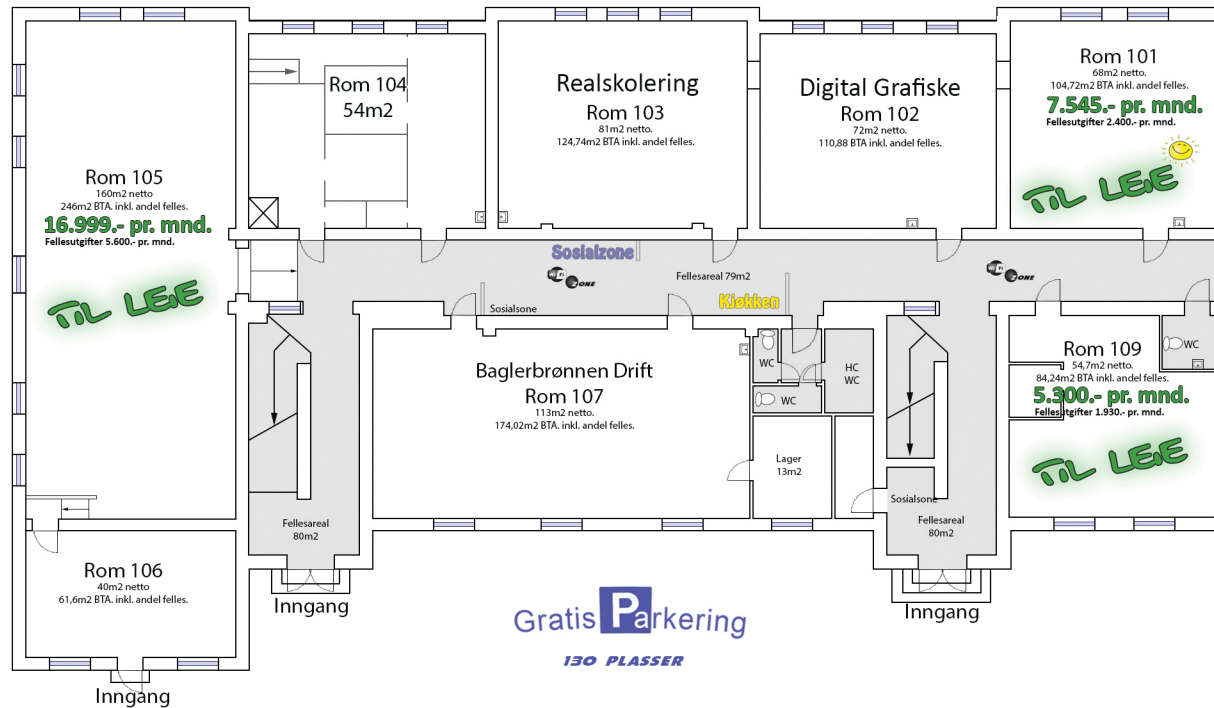 Rom 105
160m2 netto
246m2 BTA. inkl. andel felles.
16.999.- pr. mnd.
Fellesutgifter 5.600.- pr. mnd.
TIL LEIE
Rom 104
54m2
Realskolering
Rom 103
81m2 netto.
124,74m2 BTA inkl. andel felles.
Digital Grafiske
Rom 102
72m2 netto.
110,88 BTA inkl. andel felles.
Rom 101
68m2 netto.
104,72m2 BTA inkl. andel felles.
7.545.- pr. mnd.
Fellesutgifter 2.400.- pr. mnd.
TIL LEIE
Sosialzone
Wi Fi ZONE
Fellesareal 79m2
Kjøkken
Sosialsone
Wi Fi ZONE
Baglerbrønnen Drift
Rom 107
113m2 netto.
174,02m2 BTA. inkl. andel felles.
WC
WC
HC
WC
Lager
13m2
Rom 109
54,7m2 netto.
84,24m2 BTA inkl. andel felles.
5.300.- pr. mnd.
Fellesutgifter 1.930.- pr. mnd.
TIL LEIE
WC
Fellesareal
80m2
Sosialsone
Fellesareal
80m2
Rom 106
40m2 netto
61,6m2 BTA. inkl. andel felles.
Inngang
Inngang
Inngang
Gratis Parkering
130 PLASSER